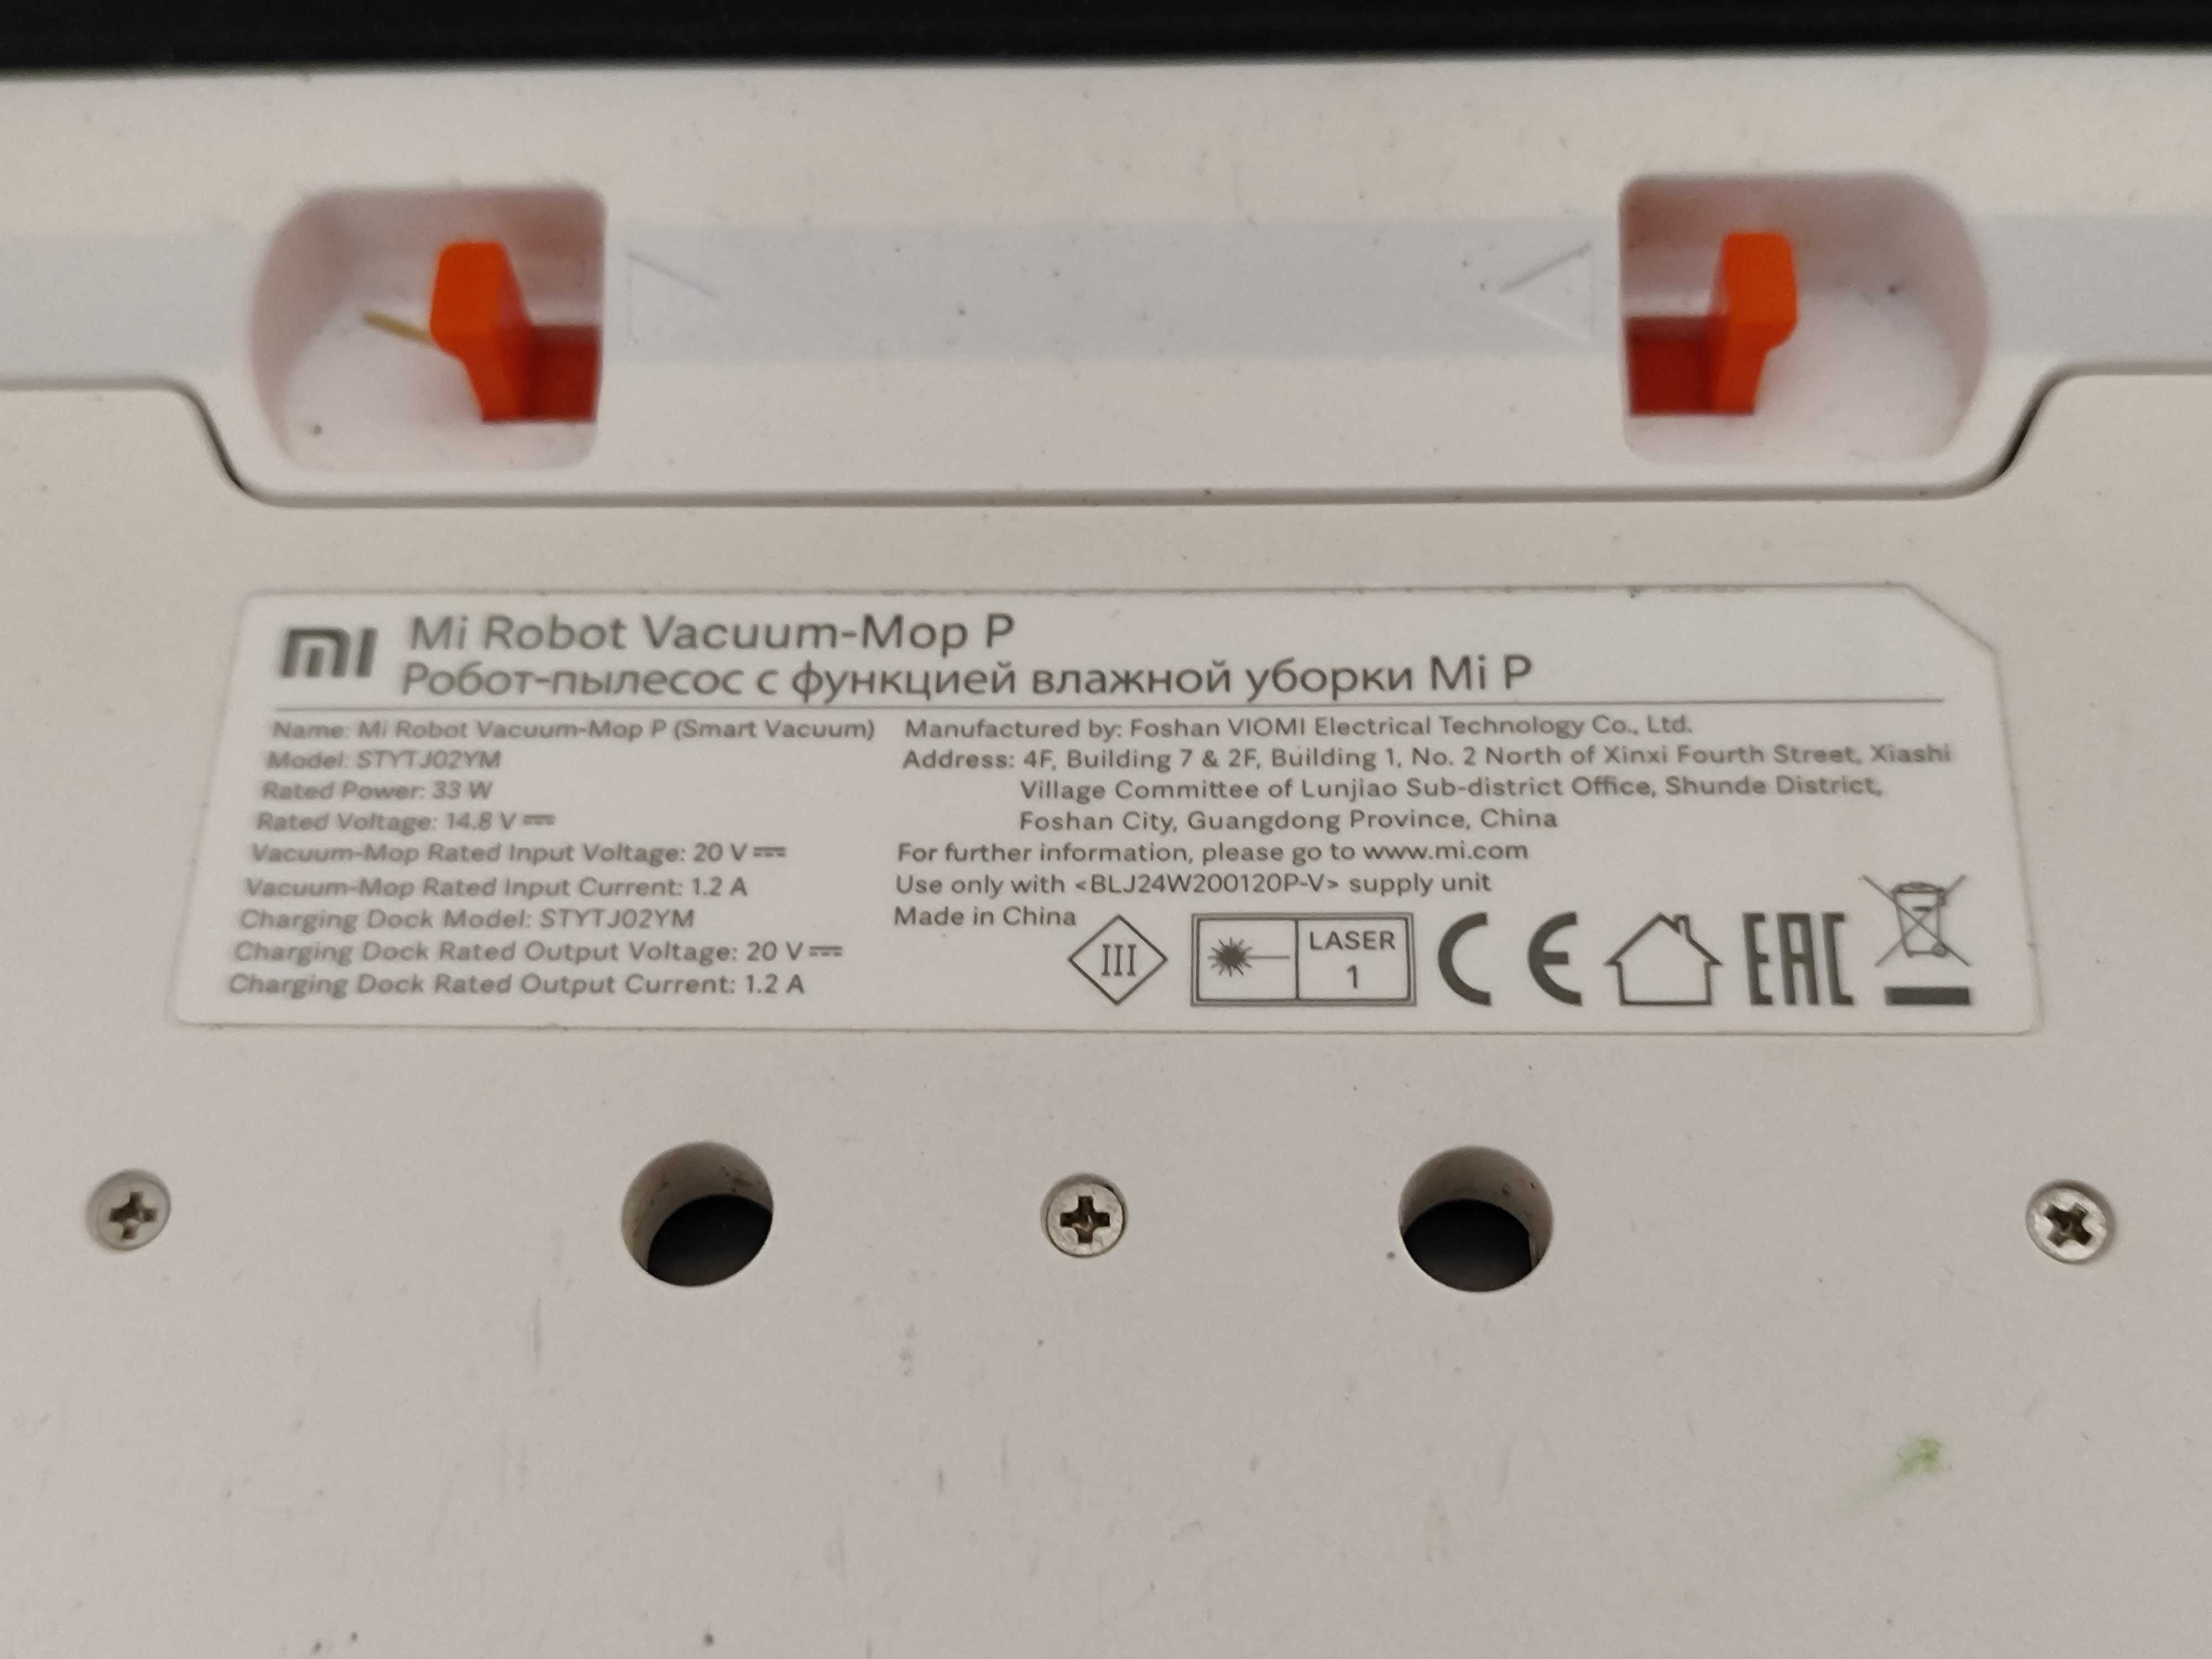 mi Mi Robot Vacuum-Mop P
Робот-пылесос с функцией влажной уборки Mi P
Name: Mi Robot Vacuum-Mop P (Smart Vacuum)
Model: STYTJ02YM
Rated Power: 33 W
Rated Voltage: 14.8 V
Vacuum-Mop Rated Input Voltage: 20 V
Vacuum-Mop Rated Input Current: 1.2 A
Charging Dock Model: STYTJ02YM
Charging Dock Rated Output Voltage: 20 V
Charging Dock Rated Output Current: 1.2 A
Manufactured by: Foshan VIOMI Electrical Technology Co., Ltd.
Address: 4F, Building 7 & 2F, Building 1, No. 2 North of Xinxi Fourth Street, Xiashi
Village Committee of Lunjiao Sub-district Office, Shunde District,
Foshan City, Guangdong Province, China
For further information, please go to www.mi.com
Use only with <BLJ24W200120P-V> supply unit
Made in China
III
LASER
1
CE
EAC